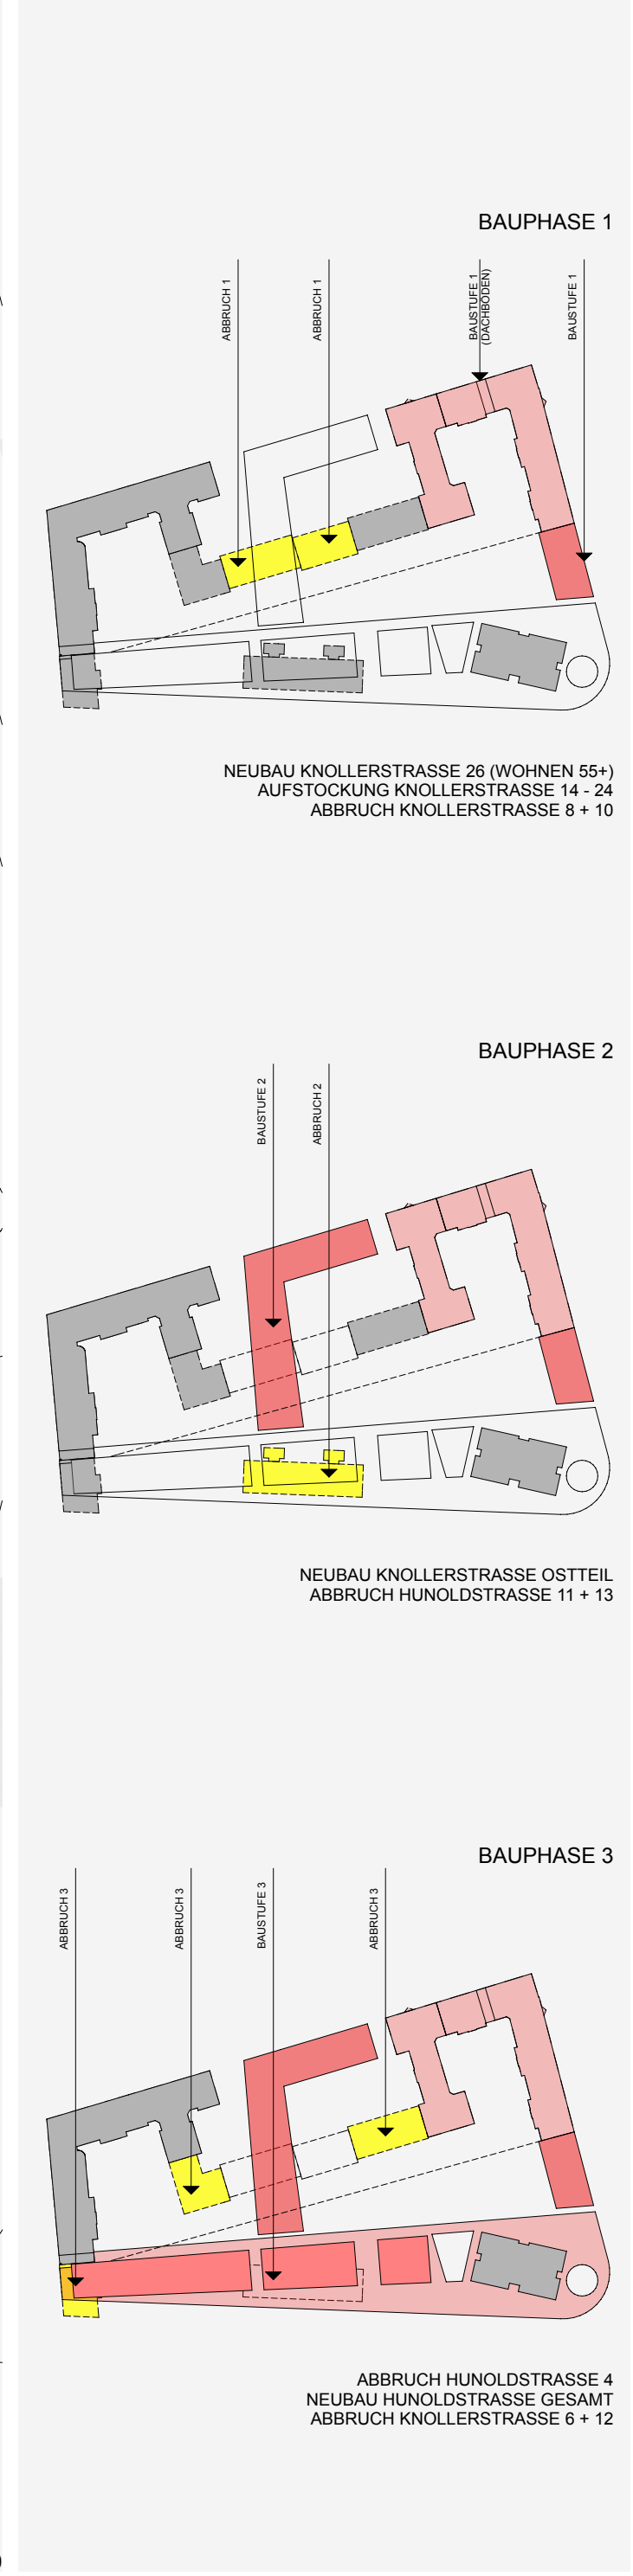 BAUPHASE 1
ABBRUCH 1
ABBRUCH 1
BAUSTUFE 1
(DACHBÖDEN)
BAUSTUFE 1
NEUBAU KNOLLERSTRASSE 26 (WOHNEN 55+)
AUFSTOCKUNG KNOLLERSTRASSE 14 - 24
ABBRUCH KNOLLERSTRASSE 8 + 10
BAUPHASE 2
BAUSTUFE 2
ABBRUCH 2
NEUBAU KNOLLERSTRASSE OSTTEIL
ABBRUCH HUNOLDSTRASSE 11 + 13
BAUPHASE 3
ABBRUCH 3
ABBRUCH 3
BAUSTUFE 3
ABBRUCH 3
ABBRUCH HUNOLDSTRASSE 4
NEUBAU HUNOLDSTRASSE GESAMT
ABBRUCH KNOLLERSTRASSE 6 + 12